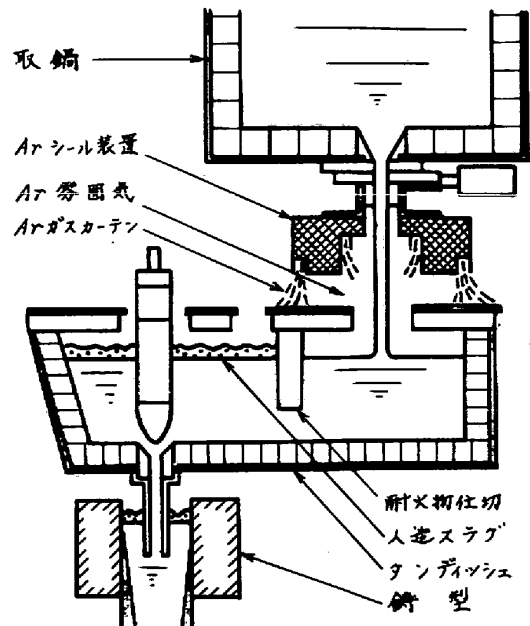 取鍋
Arシール装置
Ar雰囲気
Arガスカーテン
耐火物仕切
人造スラグ
タンディッシュ
鋳型